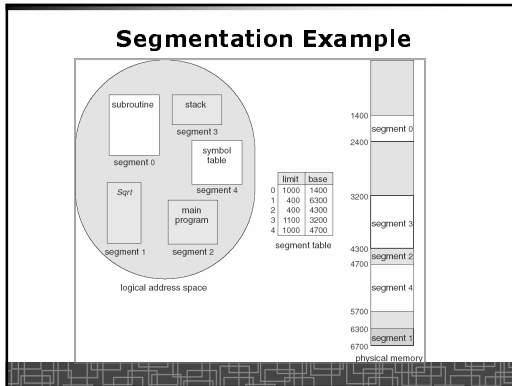 Segmentation Example
subroutine
stack
segment 3
segment 0
symbol
table
segment 4
Sqrt
main
program
segment 1
segment 2
logical address space
limit base
0 1000 1400
1 400 6300
2 400 4300
3 1100 3200
4 1000 4700
segment table
1400
segment 0
2400
3200
segment 3
4300
segment 2
4700
segment 4
5700
6300
segment 1
6700
physical memory